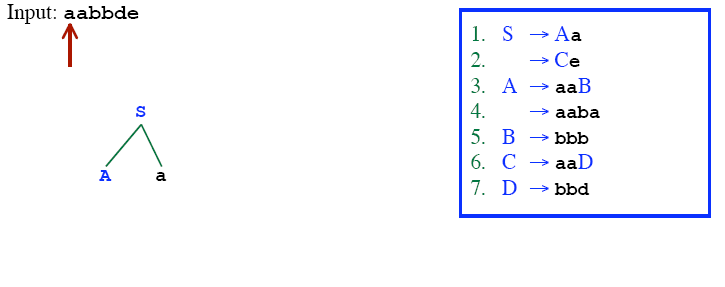 Input: aabbde
S
A a
1. S → Aa
2. → Ce
3. A → aaB
4. → aaba
5. B → bbb
6. C → aaD
7. D → bbd